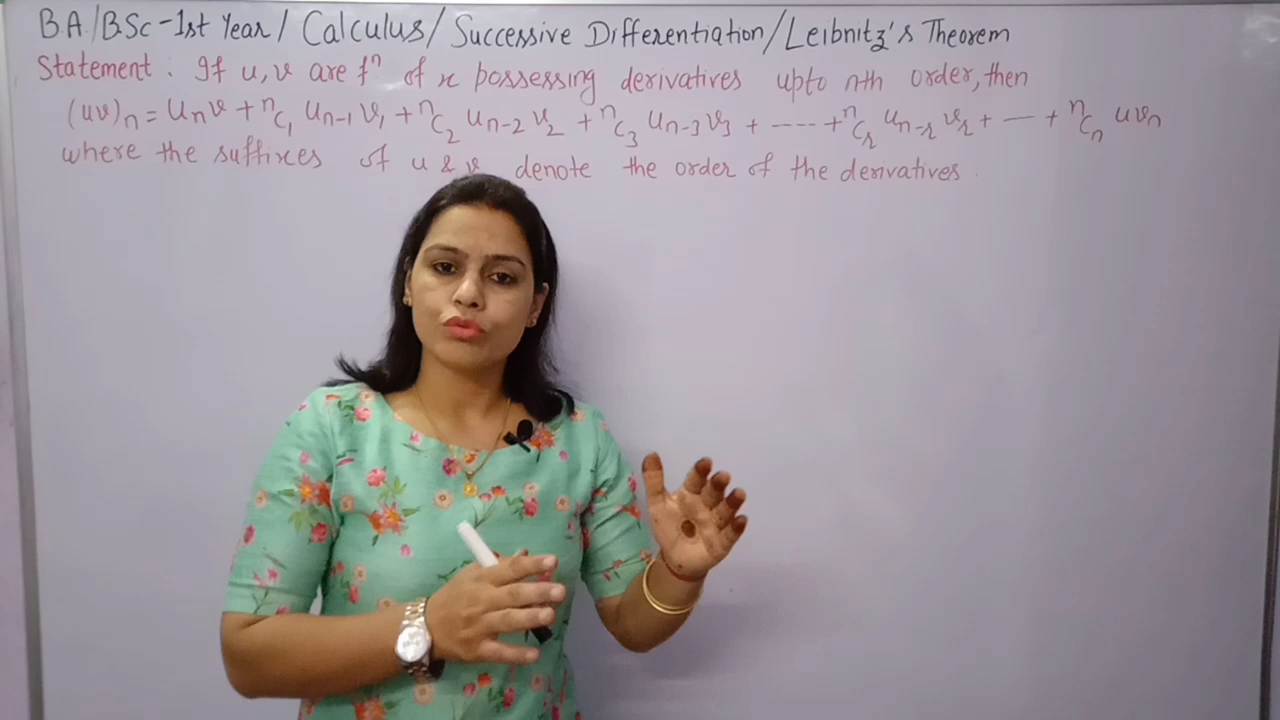 B.A./BSc-1st Year/ Calculus/ Successive Differentiation/Leibnitz's Theorem
Statement : If u,v are fⁿ of x possessing derivatives upto nth order, then
(uv)ₙ = uₙv + ⁿc₁ uₙ₋₁ v₁ + ⁿc₂ uₙ₋₂ v₂ + ⁿc₃ uₙ₋₃ v₃ + ---- + ⁿcᵣ uₙ₋ᵣ vᵣ + — + ⁿcₙ uvₙ
where the suffixes of u & v denote the order of the derivatives.